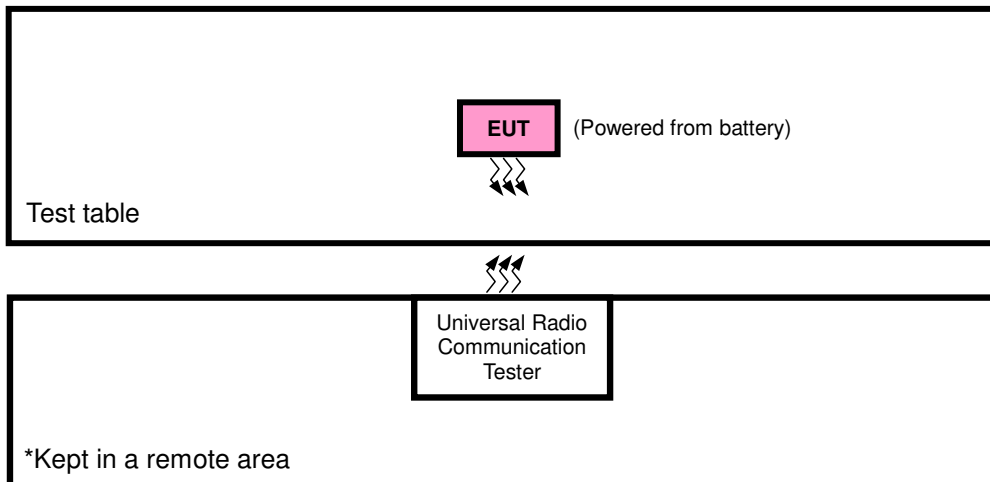 EUT
(Powered from battery)
Test table
Universal Radio
Communication
Tester
*Kept in a remote area